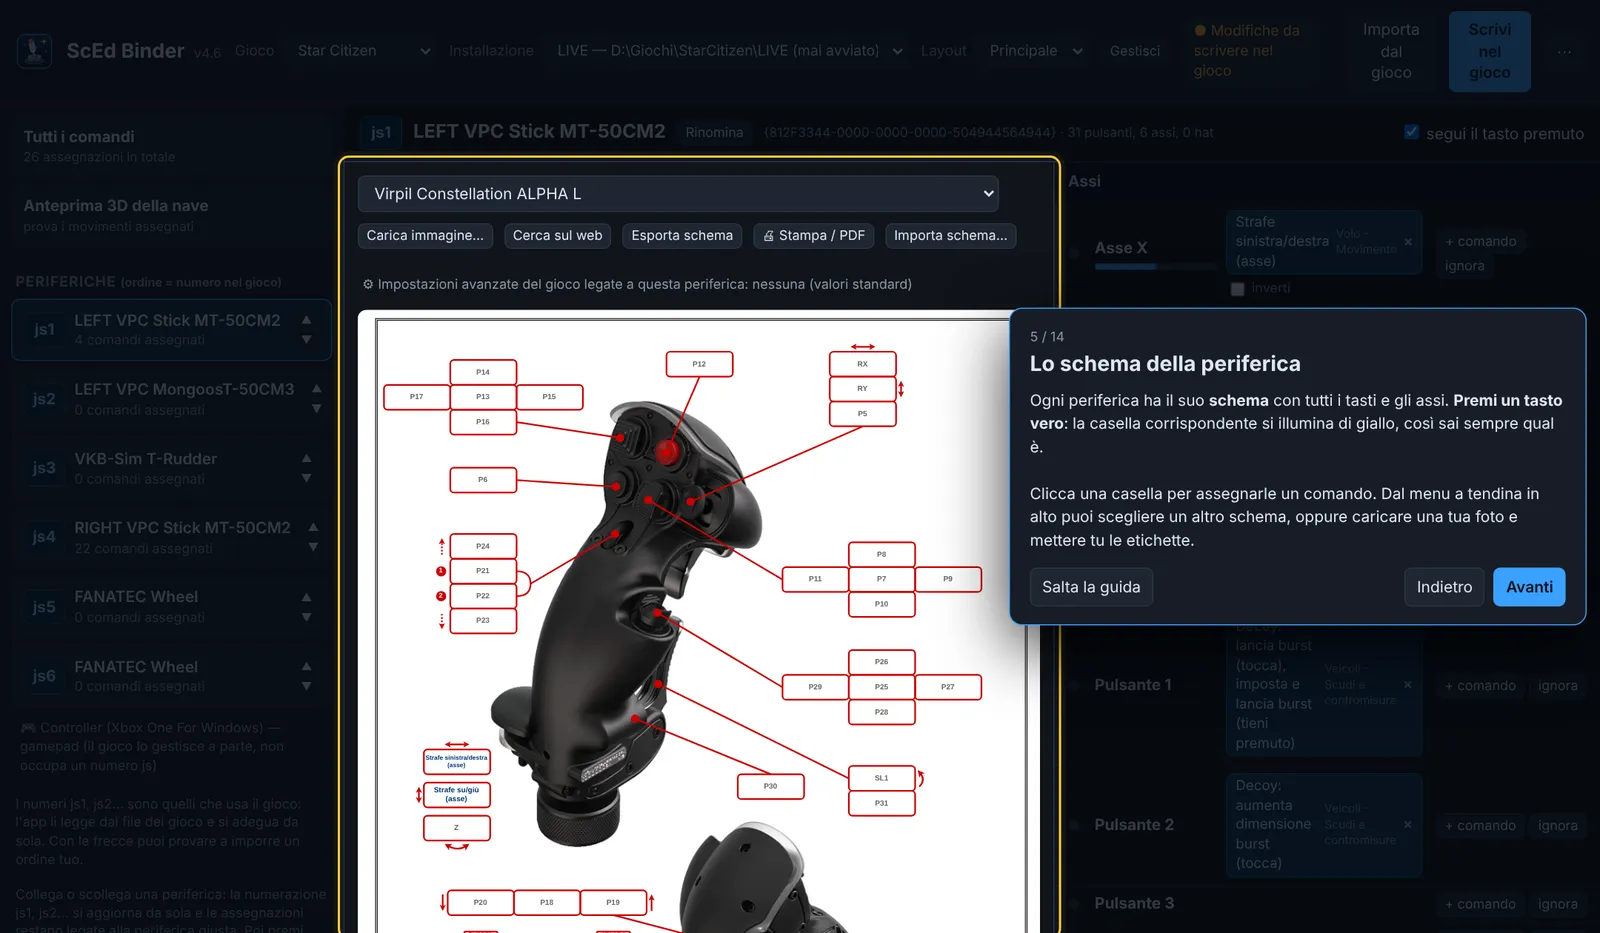 ScEd Binder v4.6
Gioco
Star Citizen
Installazione
LIVE — D:\Giochi\StarCitizen\LIVE (mai avviato)
Layout
Principale
Gestisci
Modifiche da
scrivere nel
gioco
Importa
dal
gioco
Scrivi
nel
gioco
...
Tutti i comandi
26 assegnazioni in totale
Anteprima 3D della nave
prova i movimenti assegnati
PERIFERICHE (ordine = numero nel gioco)
js1
LEFT VPC Stick MT-50CM2
4 comandi assegnati
js2
LEFT VPC MongoosT-50CM3
0 comandi assegnati
js3
VKB-Sim T-Rudder
0 comandi assegnati
js4
RIGHT VPC Stick MT-50CM2
22 comandi assegnati
js5
FANATEC Wheel
0 comandi assegnati
js6
FANATEC Wheel
0 comandi assegnati
Controller (Xbox One For Windows) —
gamepad (il gioco lo gestisce a parte, non
occupa un numero js)
I numeri js1, js2... sono quelli che usa il gioco:
l'app li legge dal file del gioco e si adegua da
sola. Con le frecce puoi provare a imporre un
ordine tuo.
Collega o scollega una periferica: la numerazione
js1, js2... si aggiorna da sola e le assegnazioni
restano legate alla periferica giusta. Poi premi
js1
LEFT VPC Stick MT-50CM2
Rinomina
{812F3344-0000-0000-0000-504944564944} · 31 pulsanti, 6 assi, 0 hat
segui il tasto premuto
Virpil Constellation ALPHA L
Carica immagine...
Cerca sul web
Esporta schema
Stampa / PDF
Importa schema...
Impostazioni avanzate del gioco legate a questa periferica: nessuna (valori standard)
P14
P17
P13
P15
P16
P12
RX
RY
P5
P6
P24
1
P21
2
P22
P23
P8
P11
P7
P9
P10
P26
P29
P25
P27
P28
Strafe sinistra/destra
(asse)
Strafe su/giù
(asse)
Z
P30
SL1
P31
P20
P18
P19
Assi
Asse X
Strafe
sinistra/destra
(asse)
Volo -
Movimento
×
+ comando
ignora
inverti
5 / 14
Lo schema della periferica
Ogni periferica ha il suo schema con tutti i tasti e gli assi. Premi un tasto
vero: la casella corrispondente si illumina di giallo, così sai sempre qual
è.
Clicca una casella per assegnarle un comando. Dal menu a tendina in
alto puoi scegliere un altro schema, oppure caricare una tua foto e
mettere tu le etichette.
Salta la guida
Indietro
Avanti
Pulsante 1
Decoy:
lancia burst
(tocca),
imposta e
lancia burst
(tieni
premuto)
Veicoli -
Scudi e
contromisure
×
+ comando
ignora
Pulsante 2
Decoy:
aumenta
dimensione
burst
(tocca)
Veicoli -
Scudi e
contromisure
×
+ comando
ignora
Pulsante 3
+ comando
ignora